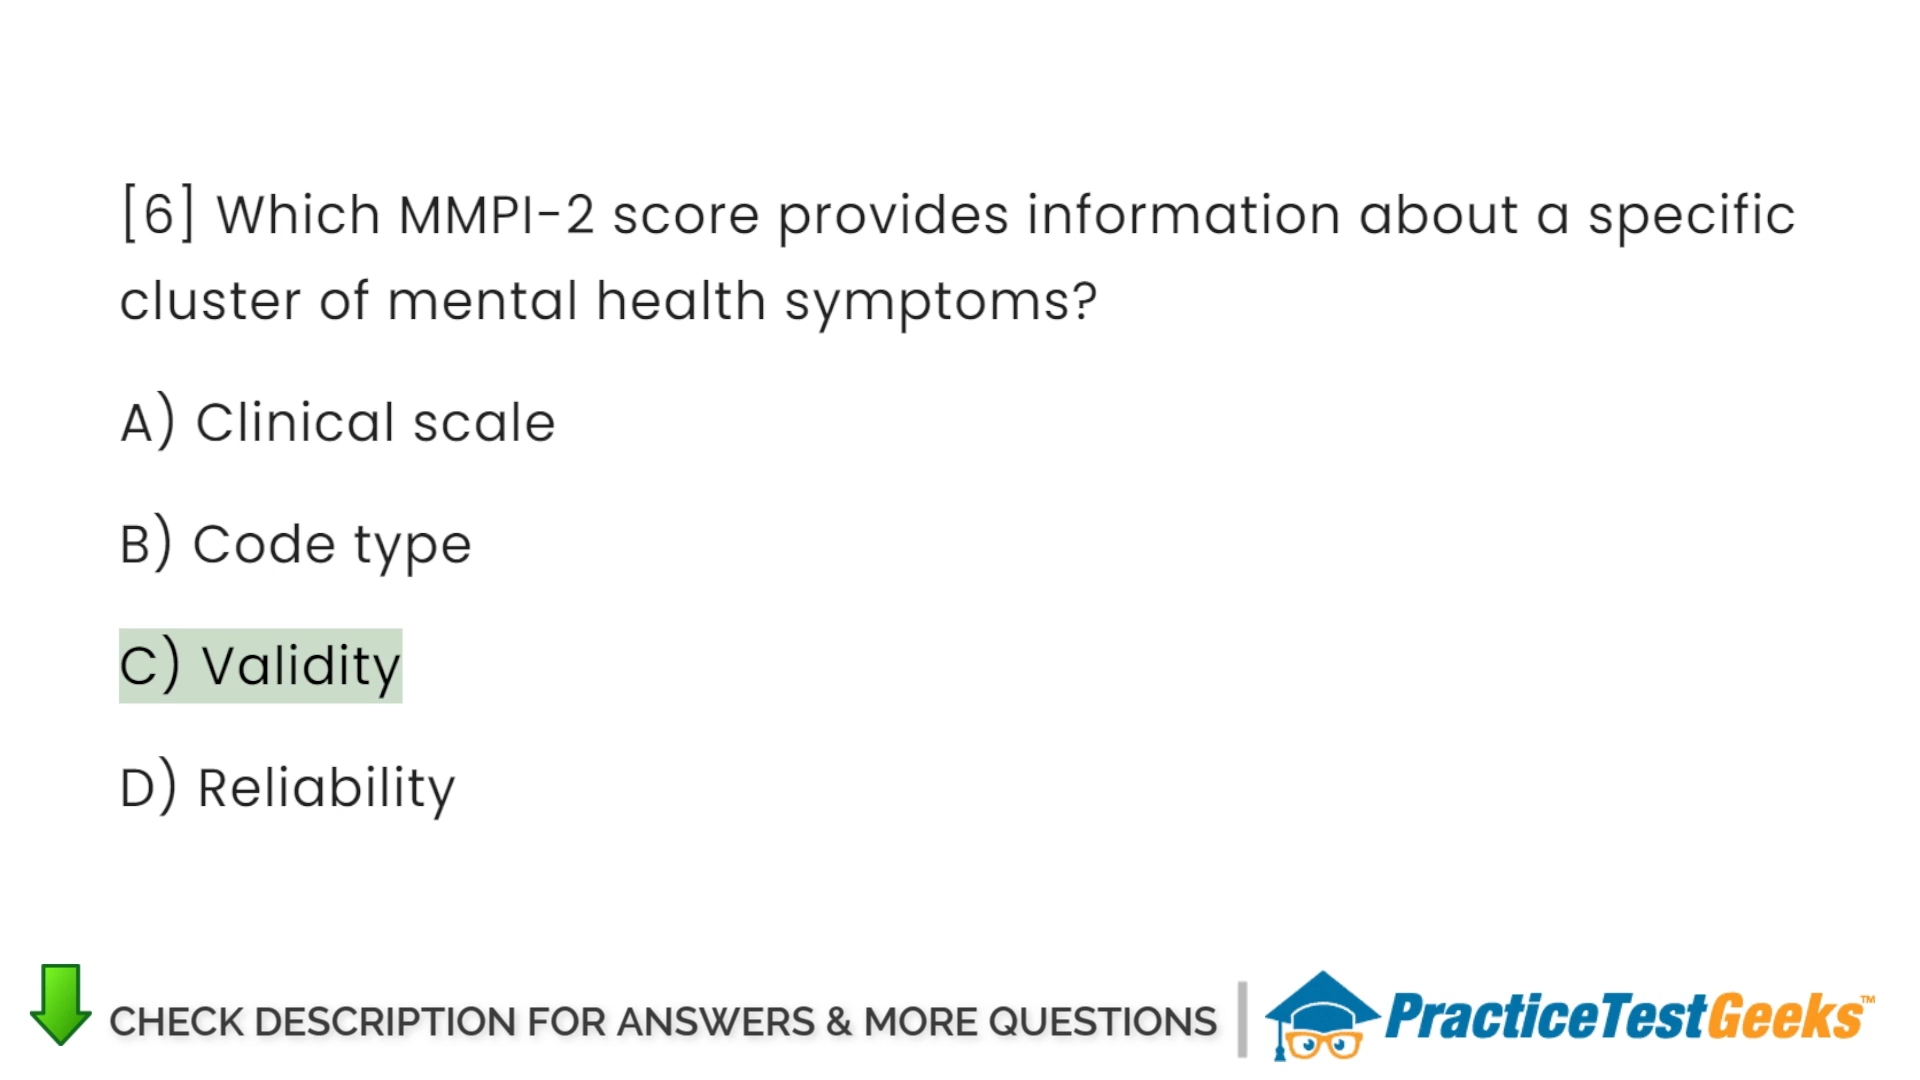 [6] Which MMPI-2 score provides information about a specific
cluster of mental health symptoms?
A) Clinical scale
B) Code type
C) Validity
D) Reliability
CHECK DESCRIPTION FOR ANSWERS & MORE QUESTIONS
PracticeTestGeeks™